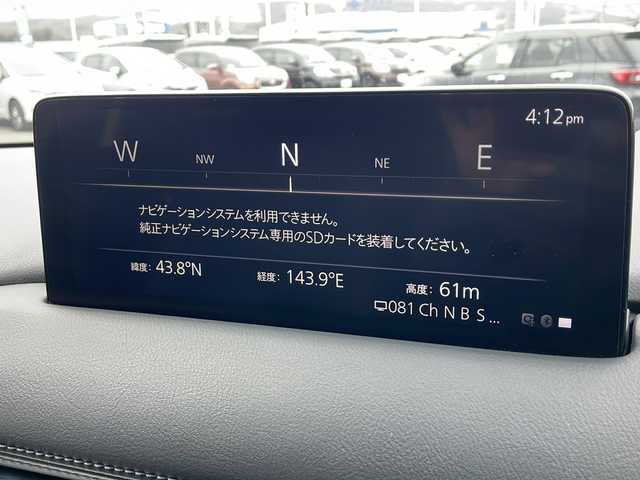 4:12pm
W NW N NE E
ナビゲーションシステムを利用できません。
純正ナビゲーションシステム専用のSDカードを装着してください。
緯度: 43.8°N 経度: 143.9°E 高度: 61m
081 Ch N B S ...